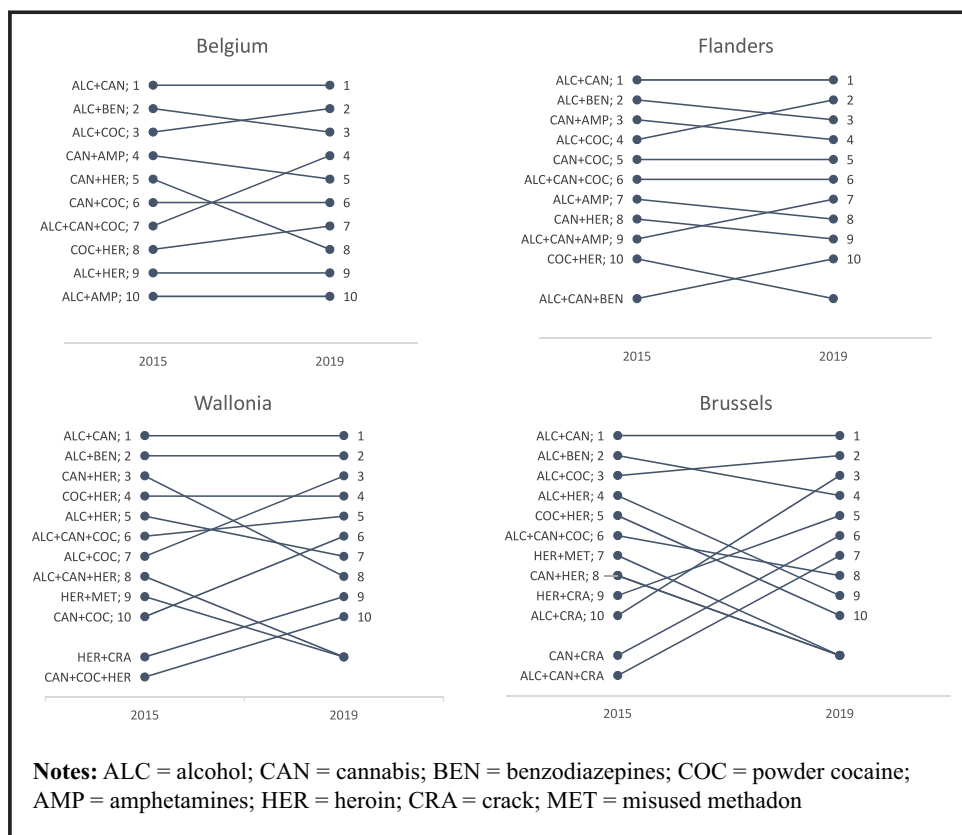 Belgium
ALC+CAN; 1
ALC+BEN; 2
ALC+COC; 3
CAN+AMP; 4
CAN+HER; 5
CAN+COC; 6
ALC+CAN+COC; 7
COC+HER; 8
ALC+HER; 9
ALC+AMP; 10
1
2
3
4
5
6
7
8
9
10
2015 2019
Flanders
ALC+CAN; 1
ALC+BEN; 2
CAN+AMP; 3
ALC+COC; 4
CAN+COC; 5
ALC+CAN+COC; 6
ALC+AMP; 7
CAN+HER; 8
ALC+CAN+AMP; 9
COC+HER; 10
ALC+CAN+BEN
1
2
3
4
5
6
7
8
9
10
2015 2019
Wallonia
ALC+CAN; 1
ALC+BEN; 2
CAN+HER; 3
COC+HER; 4
ALC+HER; 5
ALC+CAN+COC; 6
ALC+COC; 7
ALC+CAN+HER; 8
HER+MET; 9
CAN+COC; 10
HER+CRA
CAN+COC+HER
1
2
3
4
5
6
7
8
9
10
2015 2019
Brussels
ALC+CAN; 1
ALC+BEN; 2
ALC+COC; 3
ALC+HER; 4
COC+HER; 5
ALC+CAN+COC; 6
HER+MET; 7
CAN+HER; 8
HER+CRA; 9
ALC+CRA; 10
CAN+CRA
ALC+CAN+CRA
1
2
3
4
5
6
7
8
9
10
2015 2019
Notes: ALC = alcohol; CAN = cannabis; BEN = benzodiazepines; COC = powder cocaine;
AMP = amphetamines; HER = heroin; CRA = crack; MET = misused methadon